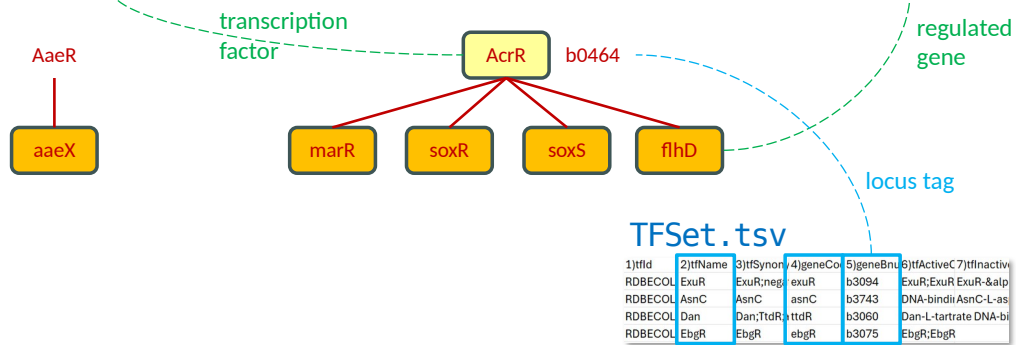 transcription
factor
regulated
gene
AaeR
AcrR b0464
aaeX
marR
soxR
soxS
flhD
locus tag
TFSet.tsv
1)tfId 2)tfName 3)tfSynon 4)geneCo 5)geneBnu 6)tfActiveC 7)tfInactive
RDBECOL ExuR ExuR;nega exuR b3094 ExuR;ExuR ExuR-&alp
RDBECOL AsnC AsnC asnC b3743 DNA-bindin AsnC-L-as
RDBECOL Dan Dan;TtdR; ttdR b3060 Dan-L-tartrate DNA-bi
RDBECOL EbgR EbgR ebgR b3075 EbgR;EbgR